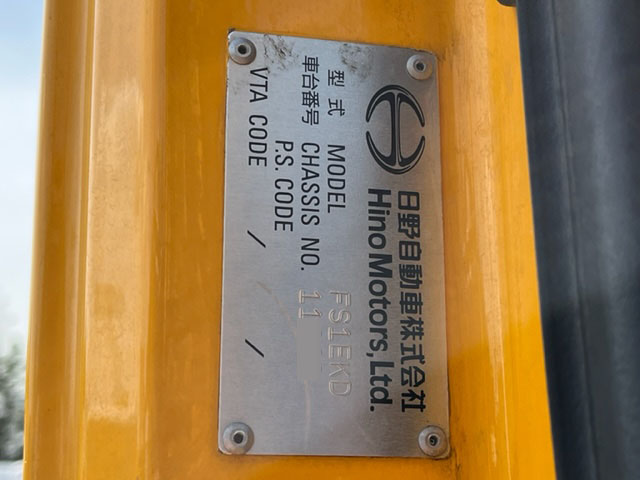 日野自動車株式会社
Hino Motors, Ltd.
型式 MODEL FS1EKD
車台番号 CHASSIS NO. 11
P.S. CODE
VTA CODE / /